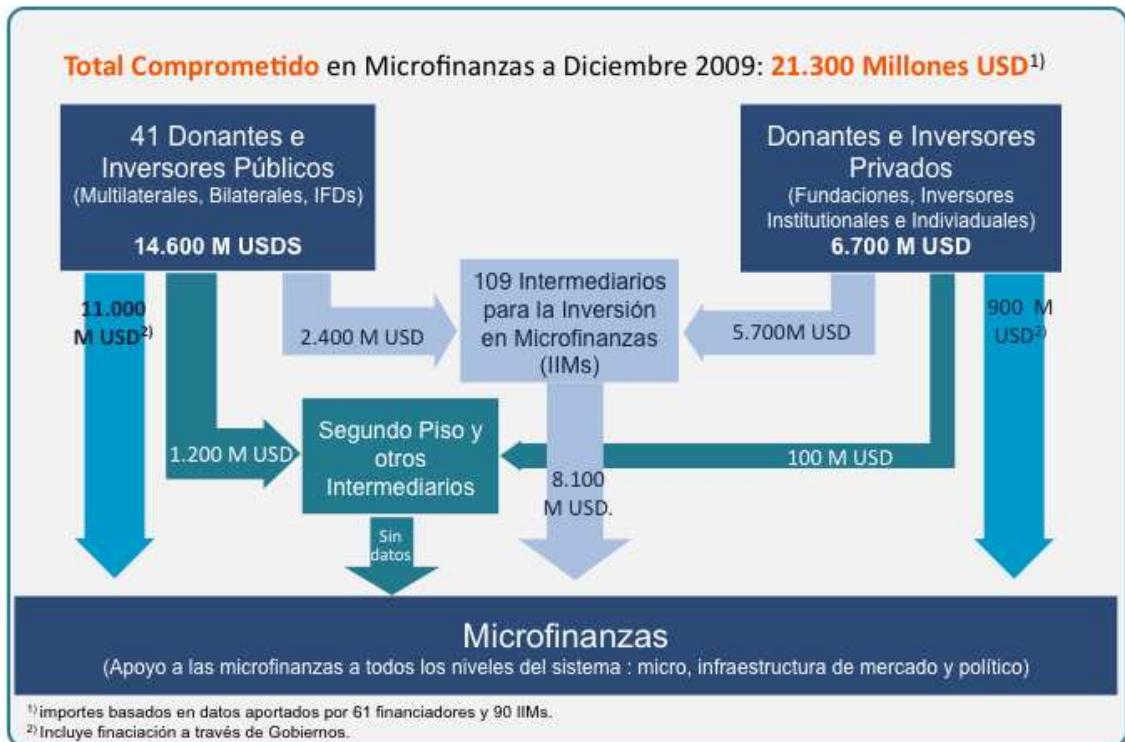 Total Comprometido en Microfinanzas a Diciembre 2009: 21.300 Millones USD1)
41 Donantes e
Inversores Públicos
(Multilaterales, Bilaterales, IFDs)
14.600 M USDS
Donantes e Inversores
Privados
(Fundaciones, Inversores
Institutionales e Indiviaduales)
6.700 M USD
11.000
M USD2)
2.400 M USD
109 Intermediarios
para la Inversión
en Microfinanzas
(IIMs)
5.700M USD
900 M
USD2)
1.200 M USD
Segundo Piso y
otros
Intermediarios
100 M USD
8.100
M USD.
Sin
datos
Microfinanzas
(Apoyo a las microfinanzas a todos los niveles del sistema : micro, infraestructura de mercado y político)
1) importes basados en datos aportados por 61 financiadores y 90 IIMs.
2) Incluye finaciación a través de Gobiernos.